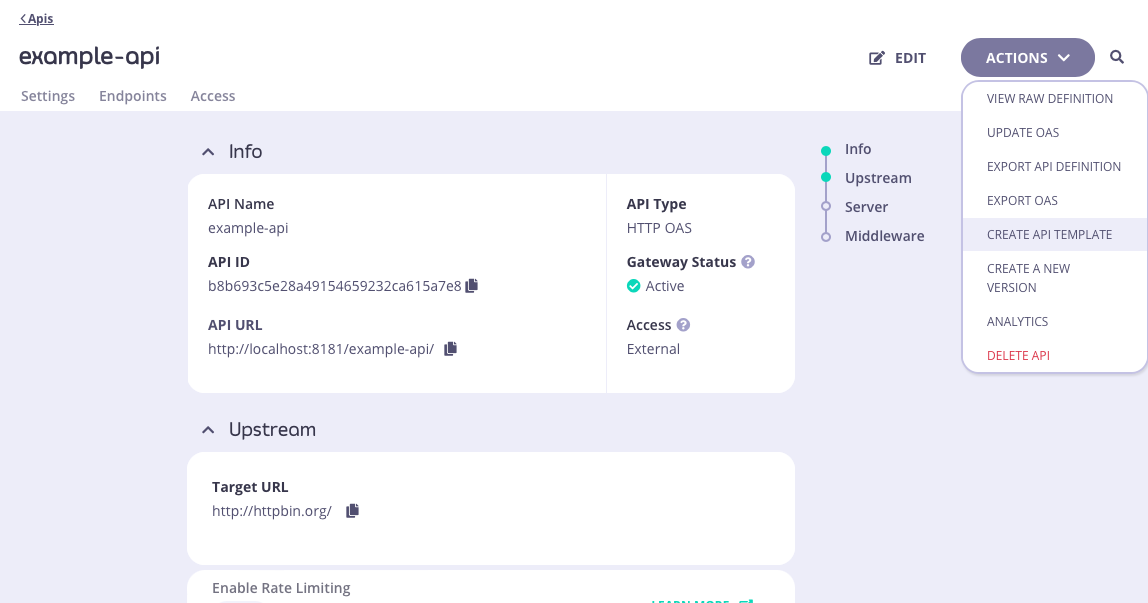 Apis
example-api
EDIT
ACTIONS
Settings
Endpoints
Access
VIEW RAW DEFINITION
UPDATE OAS
EXPORT API DEFINITION
EXPORT OAS
CREATE API TEMPLATE
CREATE A NEW
VERSION
ANALYTICS
DELETE API
Info
API Name
example-api
API ID
b8b693c5e28a49154659232ca615a7e8
API URL
http://localhost:8181/example-api/
API Type
HTTP OAS
Gateway Status
Active
Access
External
Info
Upstream
Server
Middleware
Upstream
Target URL
http://httpbin.org/
Enable Rate Limiting
LEARN MORE